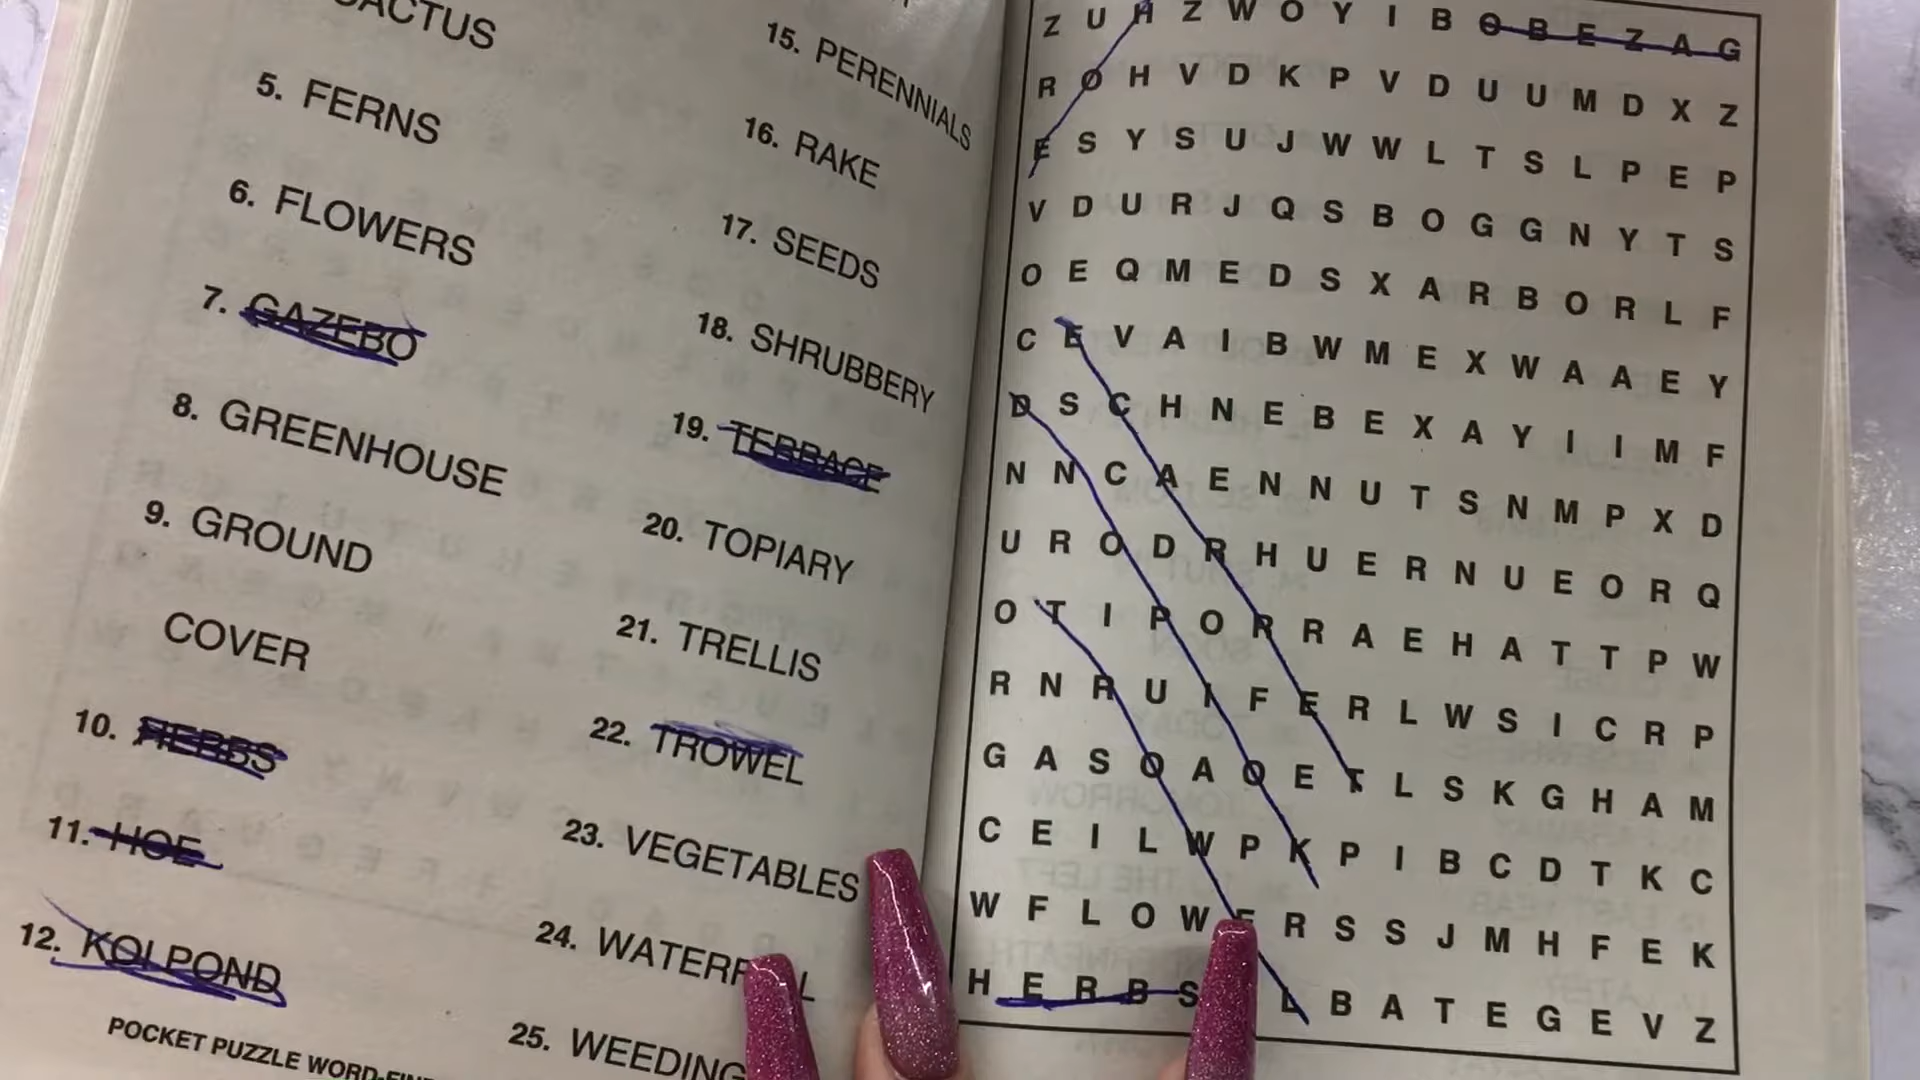 CACTUS
5. FERNS
6. FLOWERS
7. GAZEBO
8. GREENHOUSE
9. GROUND
COVER
10. HERBS
11. HOE
12. KOI POND
POCKET PUZZLE WORD-FIN
15. PERENNIALS
16. RAKE
17. SEEDS
18. SHRUBBERY
19. TERRACE
20. TOPIARY
21. TRELLIS
22. TROWEL
23. VEGETABLES
24. WATERF L
25. WEEDING
Z U H Z W O Y I B O B E Z A G
R O H V D K P V D U U M D X Z
E S Y S U J W W L T S L P E P
V D U R J Q S B O G G N Y T S
O E Q M E D S X A R B O R L F
C E V A I B W M E X W A A E Y
D S C H N E B E X A Y I I M F
N N C A E N N U T S N M P X D
U R O D R H U E R N U E O R Q
O T I P O R R A E H A T T P W
R N R U I F E R L W S I C R P
G A S O A O E T L S K G H A M
C E I L W P K P I B C D T K C
W F L O W E R S S J M H F E K
H E R B S L B A T E G E V Z